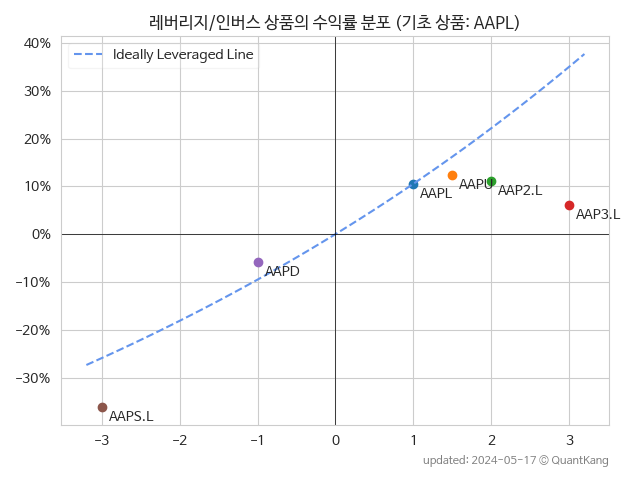 레버리지/인버스 상품의 수익률 분포 (기초 상품: AAPL)
40%
Ideally Leveraged Line
30%
20%
10%
AAPL
AAPU
AAP2.L
AAP3.L
0%
AAPD
−10%
−20%
−30%
AAPS.L
−3
−2
−1
0
1
2
3
updated: 2024-05-17 © QuantKang